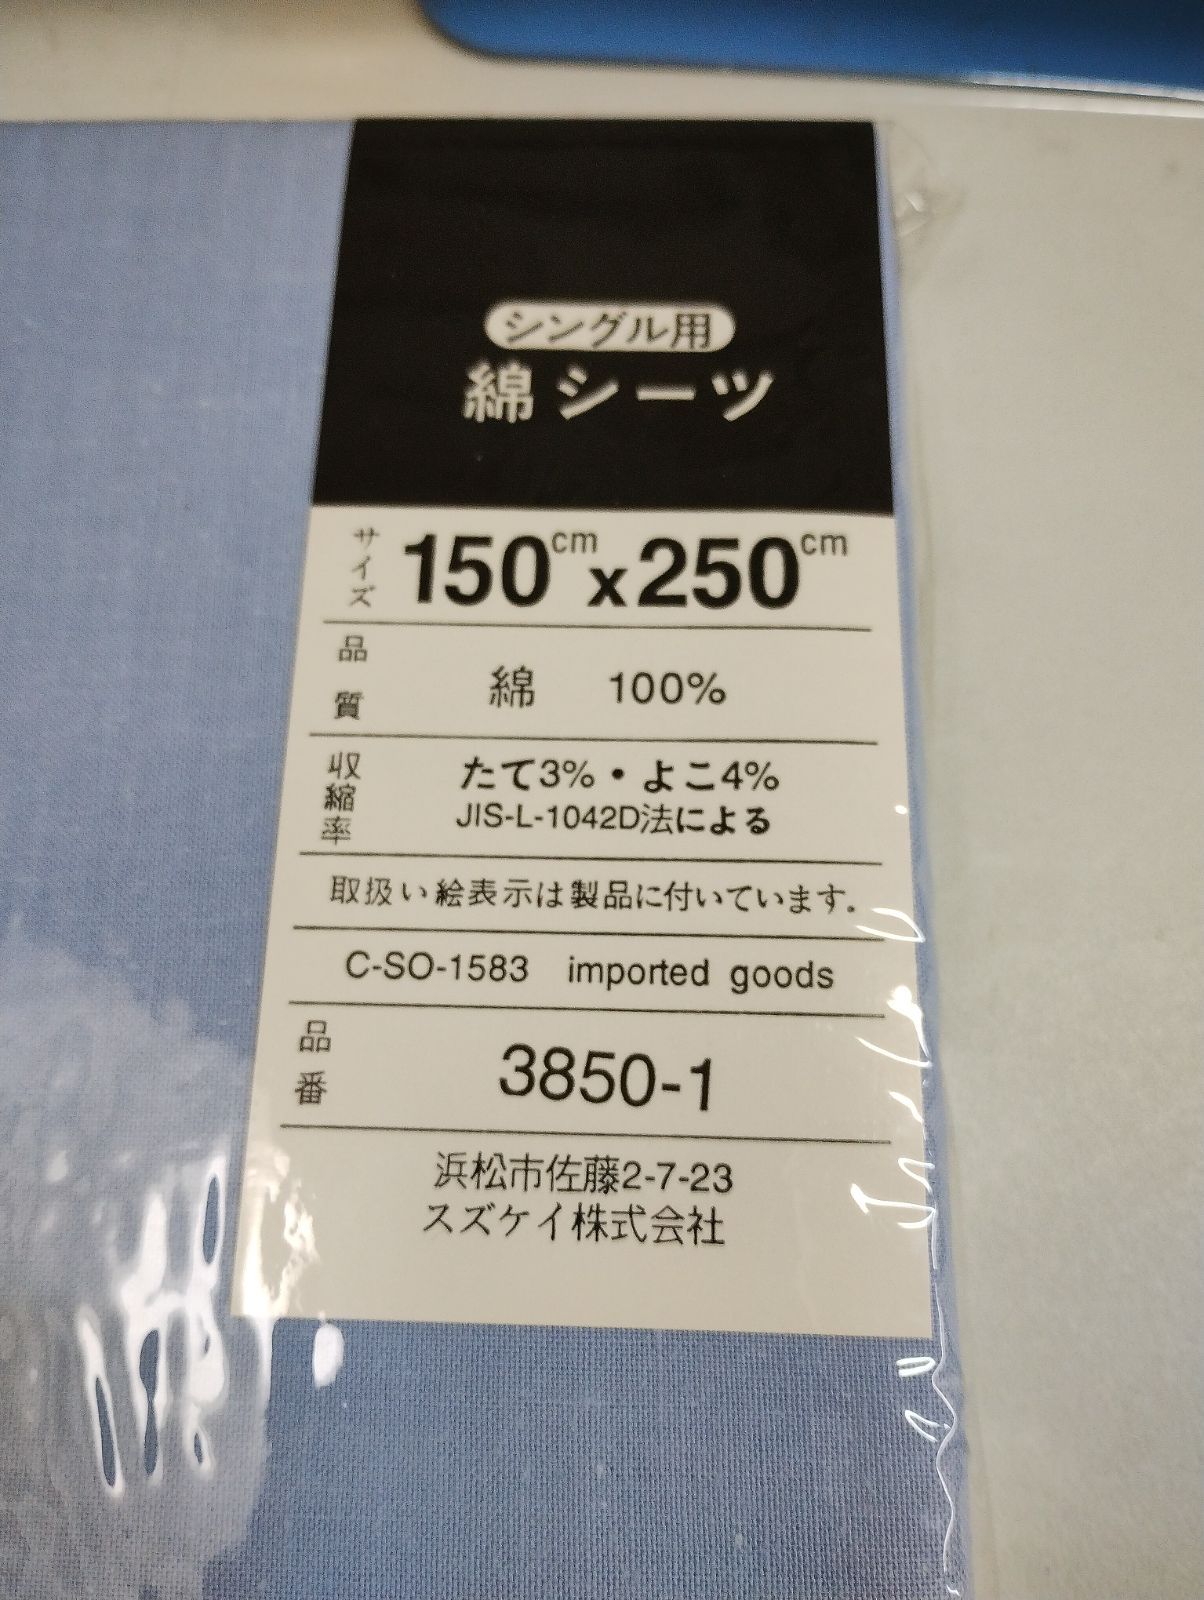 シングル用
綿シーツ
サイズ 150cm x 250cm
品質 綿 100%
収縮率 たて3%・よこ4%
JIS-L-1042D法による
取扱い絵表示は製品に付いています.
C-SO-1583 imported goods
品番 3850-1
浜松市佐藤2-7-23
スズケイ株式会社